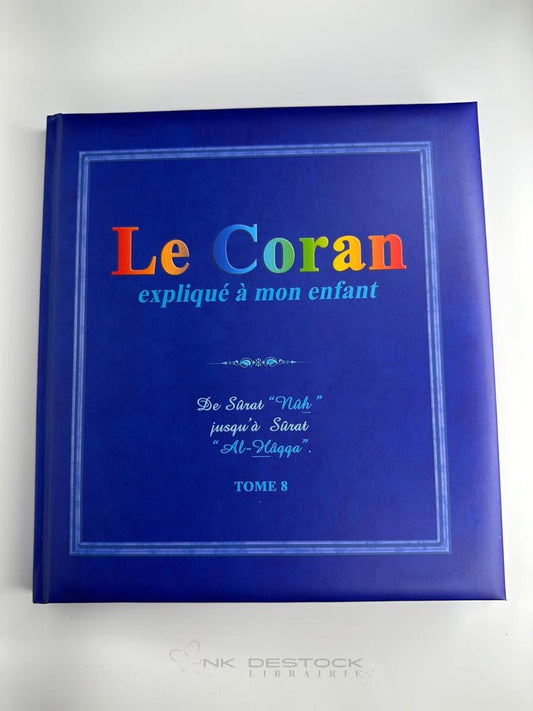 Le Coran
expliqué à mon enfant
De Sûrat "Nûh"
jusqu'à Sûrat
"Al-Hâqqa".
TOME 8
NK DESTOCK
LIBRAIRIE